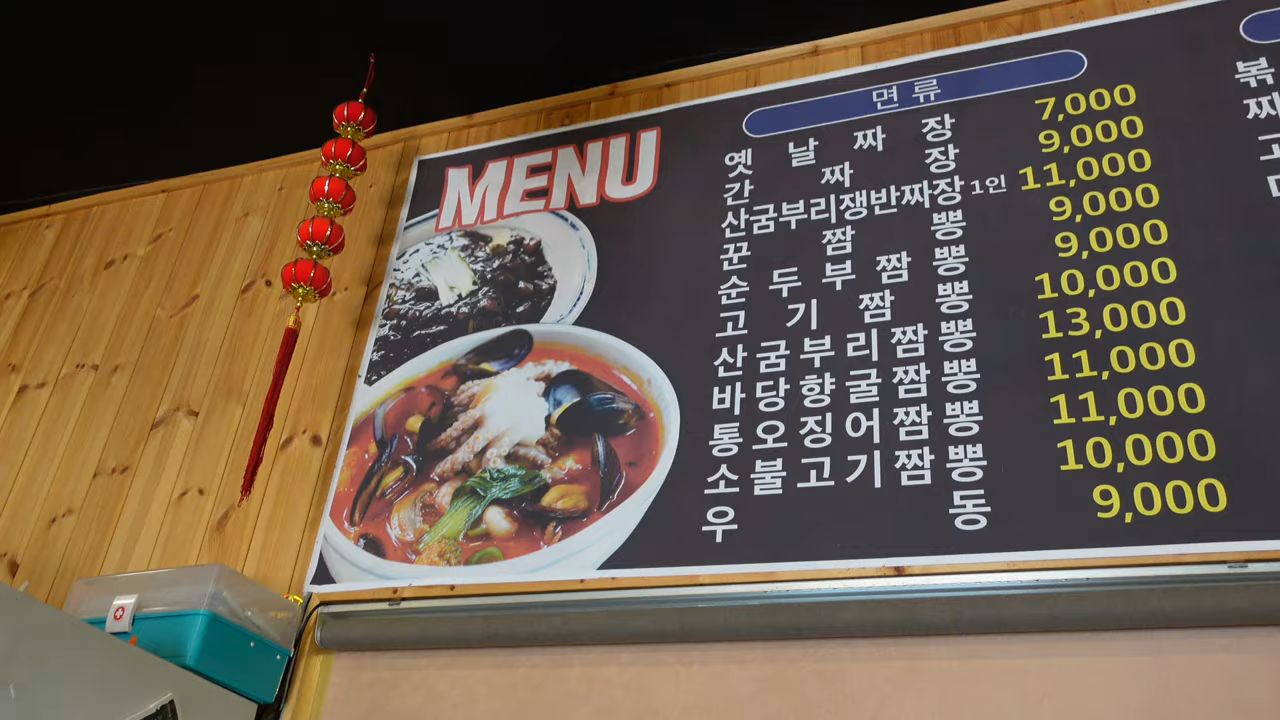 MENU
면류
옛날짜장 7,000
간짜장 9,000
산굼부리쟁반짜장 1인 11,000
꾼짬뽕 9,000
순두부짬뽕 9,000
고기짬뽕 10,000
산굼부리짬뽕 13,000
바당향굴짬뽕 11,000
통오징어짬뽕 11,000
소불고기짬뽕 10,000
우동 9,000
볶